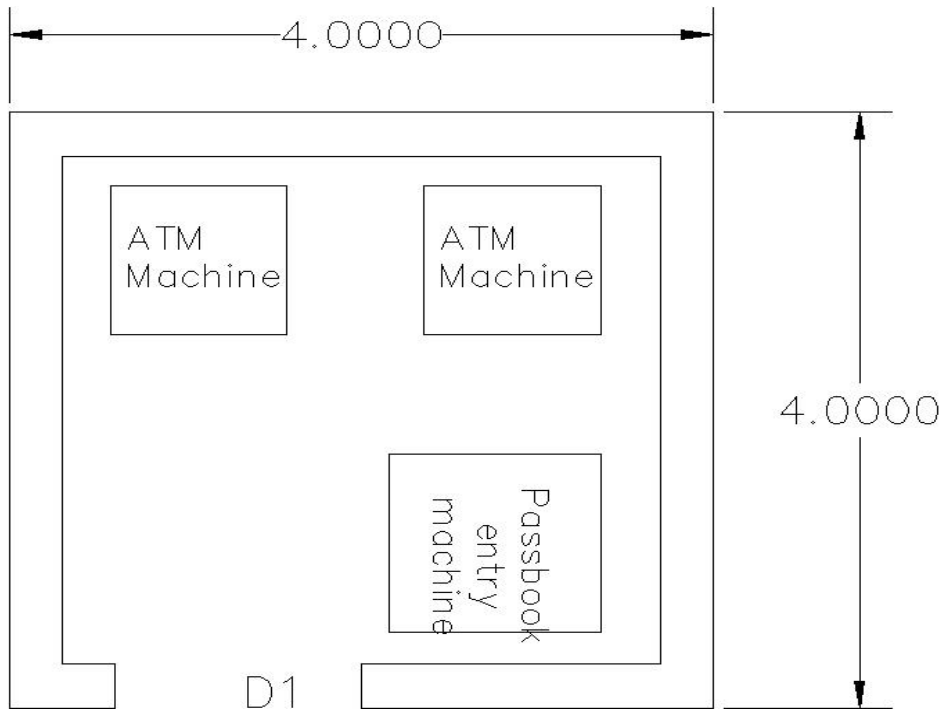 4.0000
ATM
Machine
ATM
Machine
4.0000
Passbook
entry
machine
D1